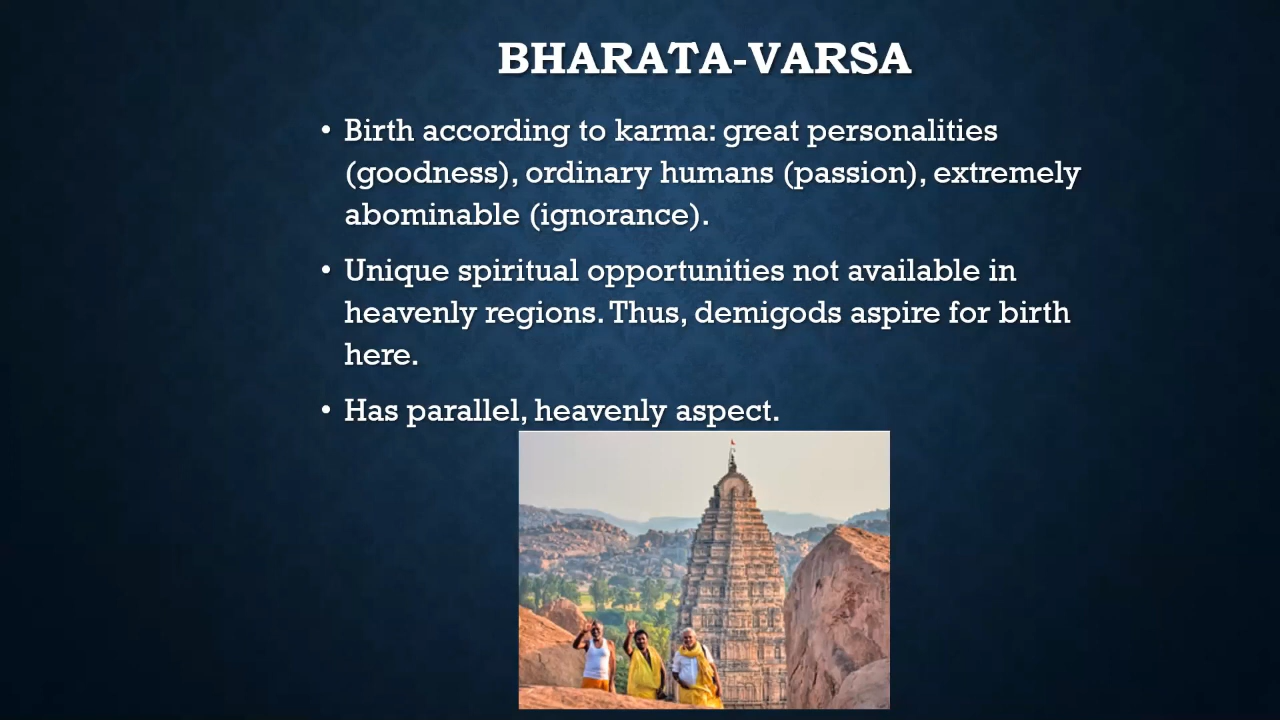 BHARATA-VARSA
• Birth according to karma: great personalities
(goodness), ordinary humans (passion), extremely
abominable (ignorance).
• Unique spiritual opportunities not available in
heavenly regions. Thus, demigods aspire for birth
here.
• Has parallel, heavenly aspect.